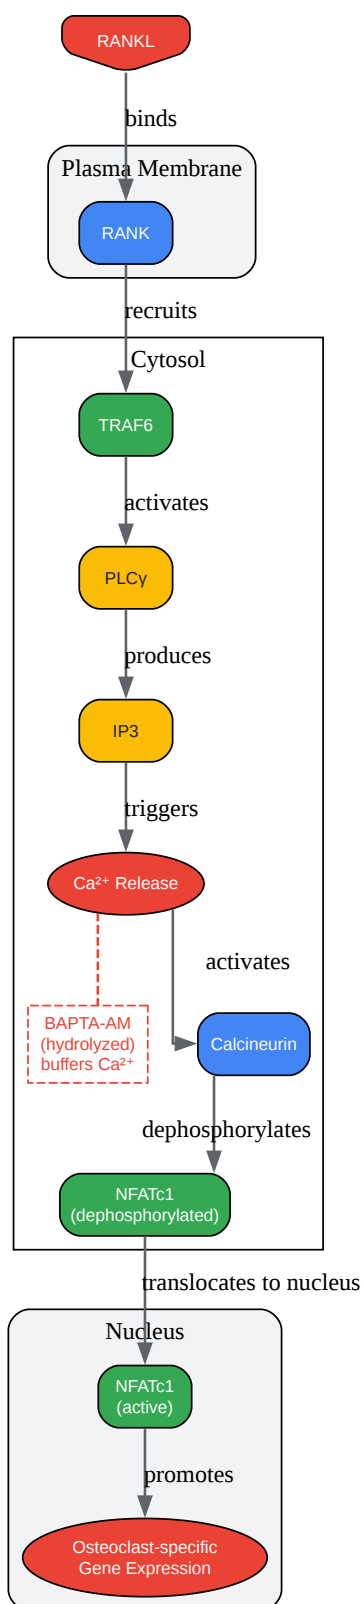 RANKL
binds
Plasma Membrane
RANK
recruits
Cytosol
TRAF6
activates
PLCγ
produces
IP3
triggers
Ca²⁺ Release
activates
BAPTA-AM
(hydrolyzed)
buffers Ca²⁺
Calcineurin
dephosphorylates
NFATc1
(dephosphorylated)
translocates to nucleus
Nucleus
NFATc1
(active)
promotes
Osteoclast-specific
Gene Expression